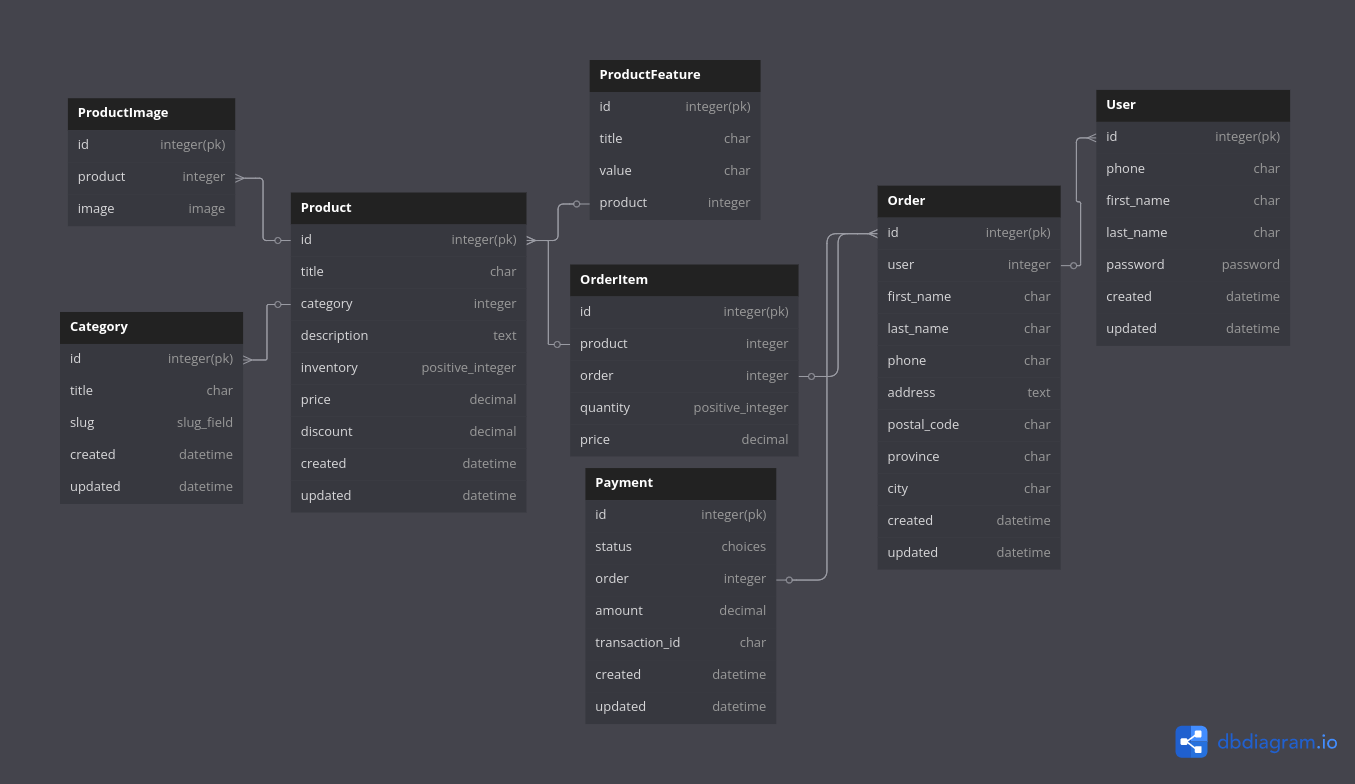 ProductImage
id integer(pk)
product integer
image image
Category
id integer(pk)
title char
slug slug_field
created datetime
updated datetime
Product
id integer(pk)
title char
category integer
description text
inventory positive_integer
price decimal
discount decimal
created datetime
updated datetime
ProductFeature
id integer(pk)
title char
value char
product integer
OrderItem
id integer(pk)
product integer
order integer
quantity positive_integer
price decimal
Payment
id integer(pk)
status choices
order integer
amount decimal
transaction_id char
created datetime
updated datetime
Order
id integer(pk)
user integer
first_name char
last_name char
phone char
address text
postal_code char
province char
city char
created datetime
updated datetime
User
id integer(pk)
phone char
first_name char
last_name char
password password
created datetime
updated datetime
dbdiagram.io